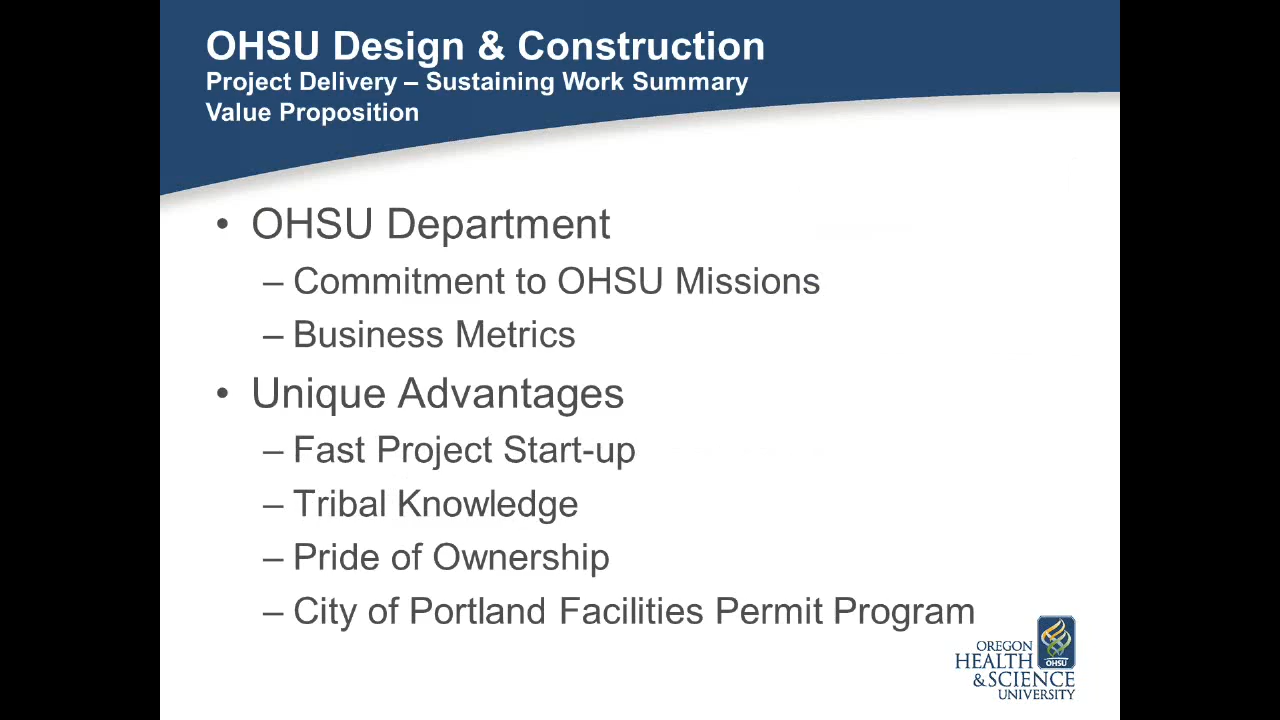 OHSU Design & Construction
Project Delivery – Sustaining Work Summary
Value Proposition
• OHSU Department
– Commitment to OHSU Missions
– Business Metrics
• Unique Advantages
– Fast Project Start-up
– Tribal Knowledge
– Pride of Ownership
– City of Portland Facilities Permit Program
OREGON
HEALTH
&SCIENCE
UNIVERSITY
OHSU